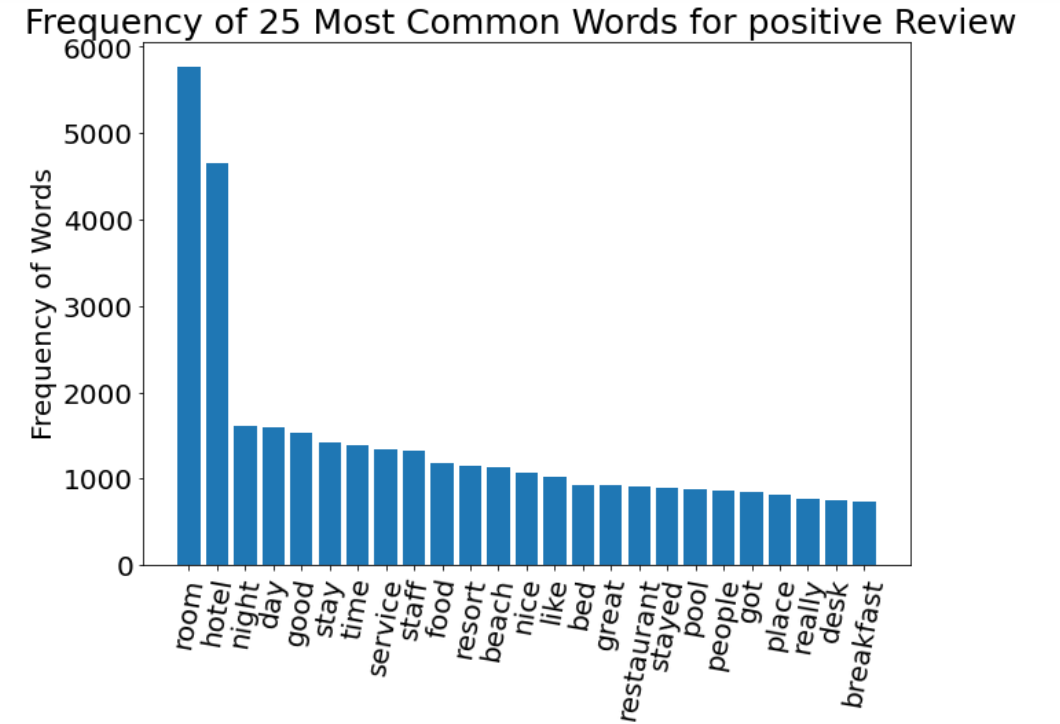 Frequency of 25 Most Common Words for positive Review
Frequency of Words
6000
5000
4000
3000
2000
1000
0
room
hotel
night
day
good
stay
time
service
staff
food
resort
beach
nice
like
bed
great
restaurant
stayed
pool
people
got
place
really
desk
breakfast